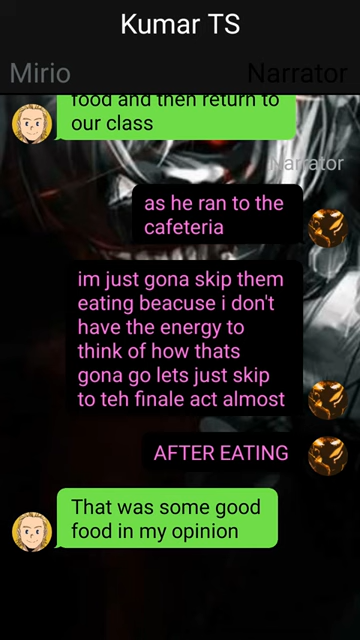 Kumar TS
Mirio
Narrator
food and then return to
our class
Narrator
as he ran to the
cafeteria
im just gona skip them
eating beacuse i don't
have the energy to
think of how thats
gona go lets just skip
to teh finale act almost
AFTER EATING
That was some good
food in my opinion